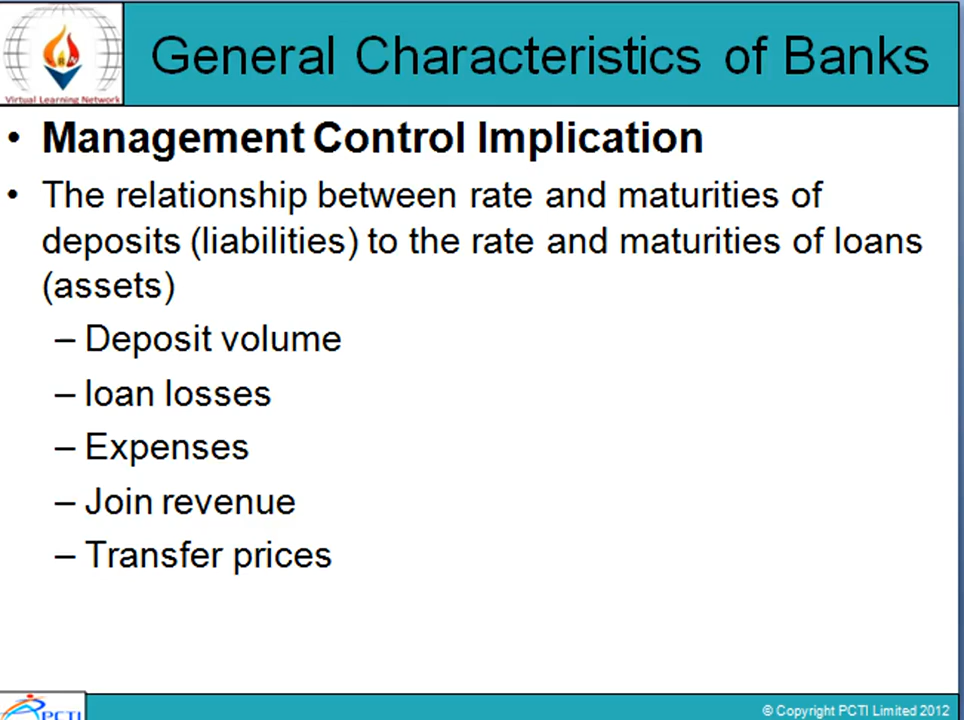 Virtual Learning Network
General Characteristics of Banks
• Management Control Implication
• The relationship between rate and maturities of
deposits (liabilities) to the rate and maturities of loans
(assets)
– Deposit volume
– loan losses
– Expenses
– Join revenue
– Transfer prices
PCTI
© Copyright PCTI Limited 2012